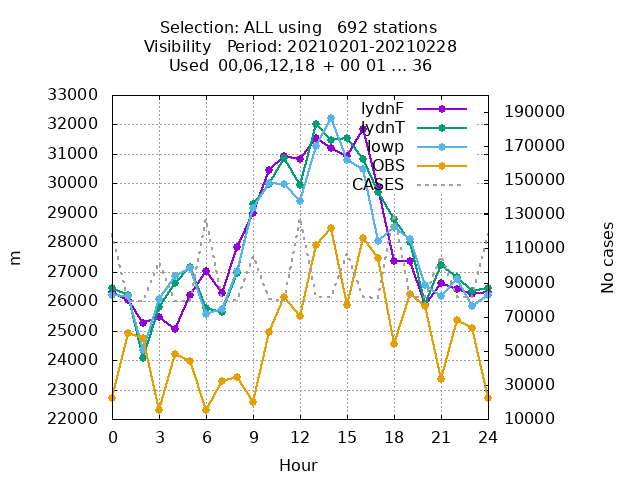 Selection: ALL using   692 stations
Visibility   Period: 20210201-20210228
Used  00,06,12,18 + 00 01 ... 36
33000
32000
31000
30000
29000
28000
27000
26000
25000
24000
23000
22000
m
lydnF
lydnT
lowp
OBS
CASES
190000
170000
150000
130000
110000
90000
70000
50000
30000
10000
No cases
0 3 6 9 12 15 18 21 24
Hour